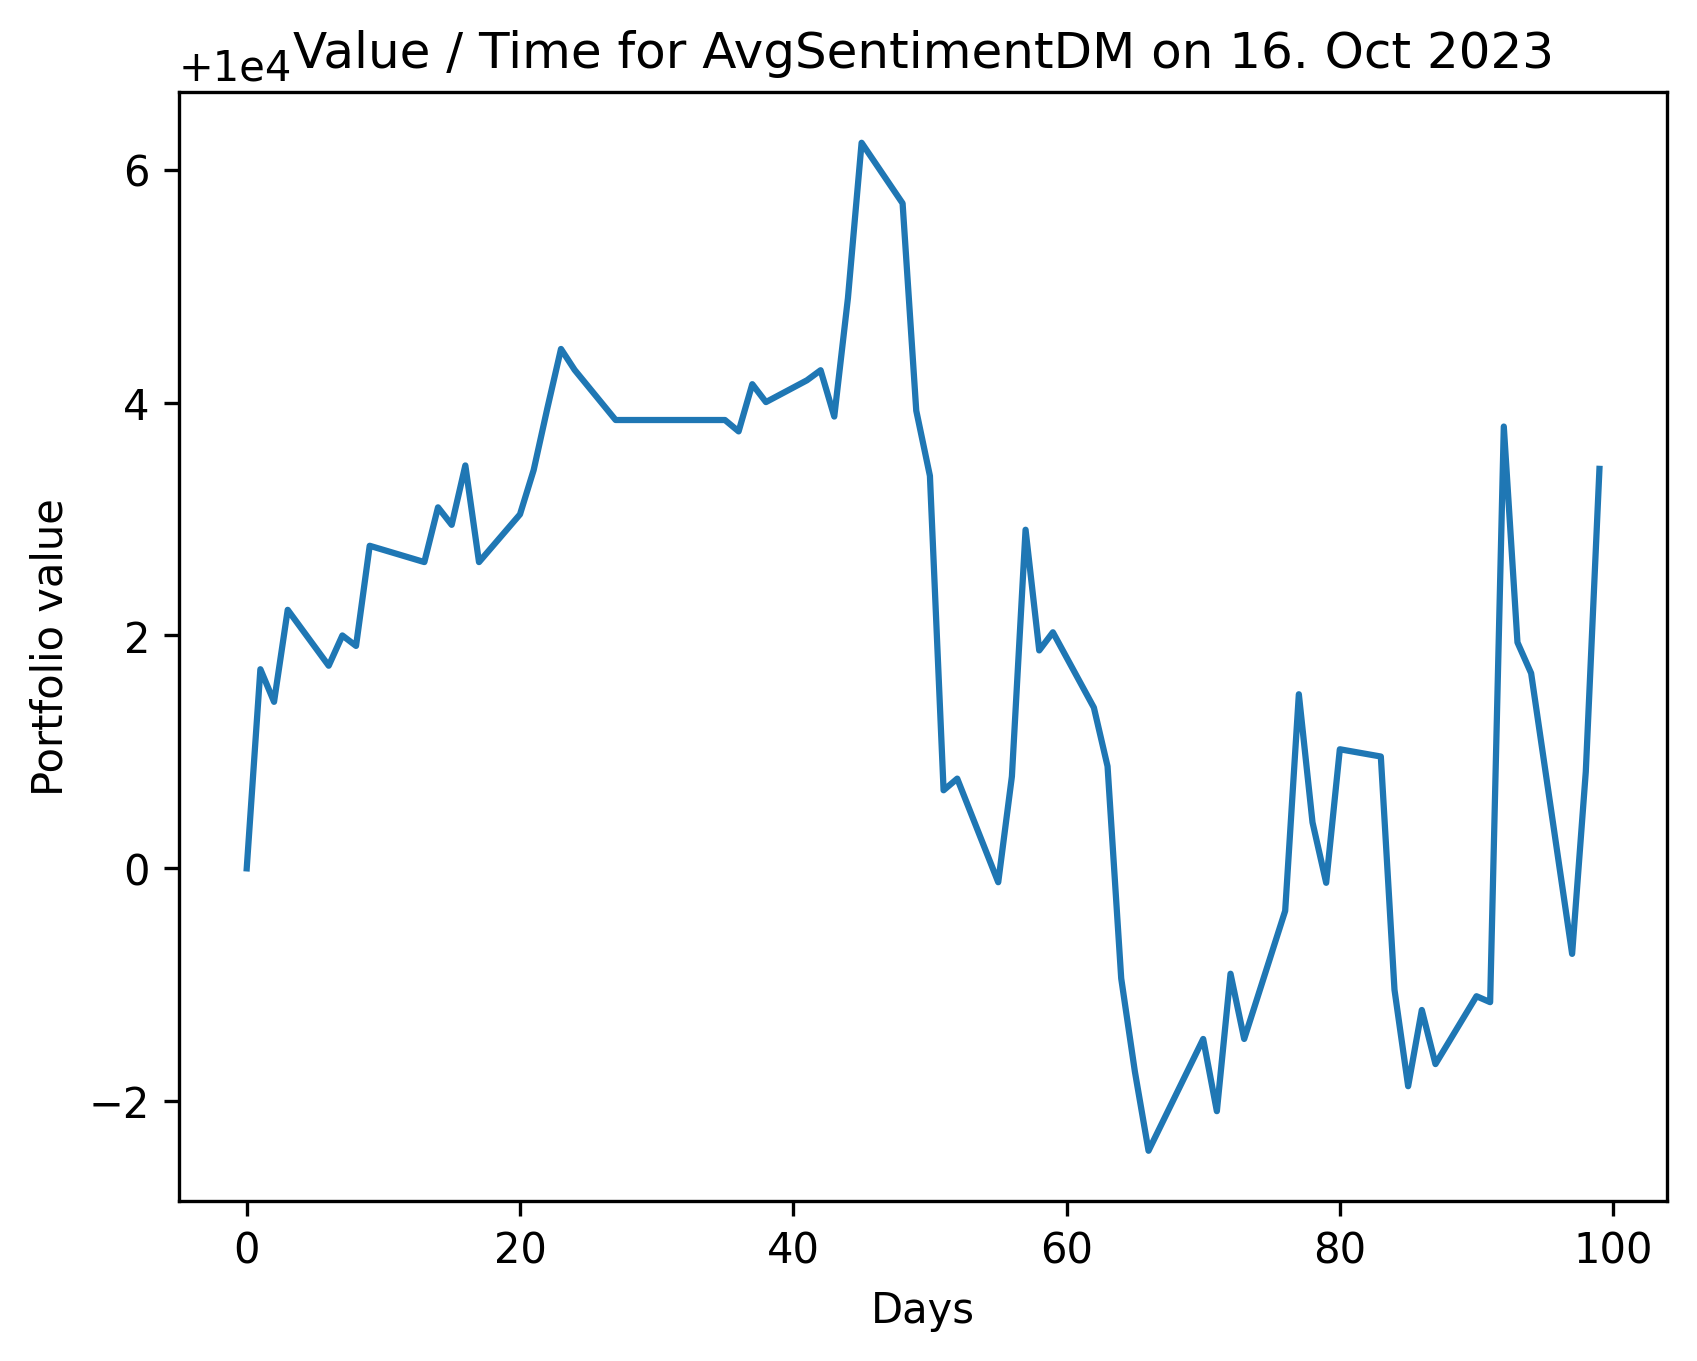 Value / Time for AvgSentimentDM on 16. Oct 2023
+1e4
6
4
2
0
−2
Portfolio value
0 20 40 60 80 100
Days